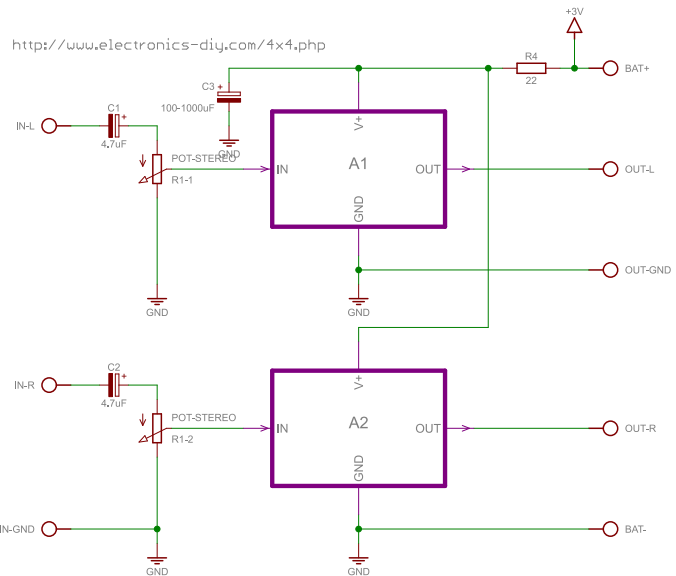 http://www.electronics-diy.com/4x4.php
+3V
R4
22
BAT+
C3
+
100-1000uF
GND
V+
IN-L
C1
+
4.7uF
POT-STEREO
R1-1
IN
A1
OUT
OUT-L
GND
OUT-GND
GND
GND
V+
IN-R
C2
+
4.7uF
POT-STEREO
R1-2
IN
A2
OUT
OUT-R
GND
IN-GND
BAT-
GND
GND